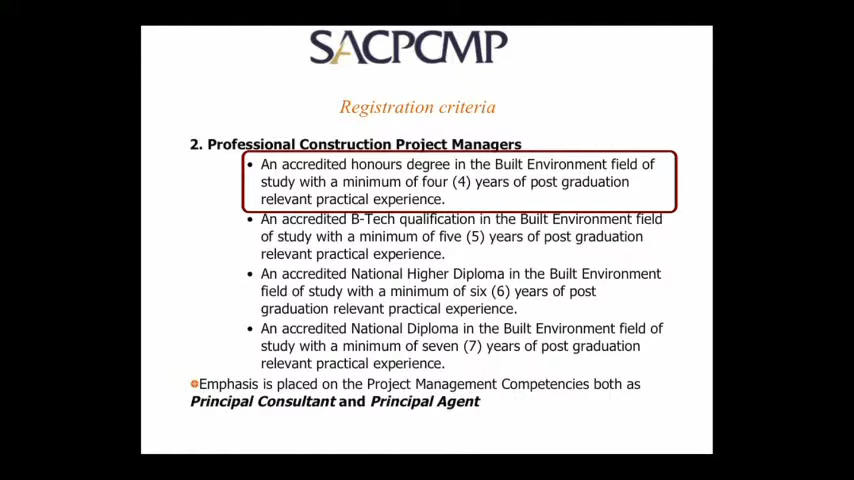 SACPCMP
Registration criteria
2. Professional Construction Project Managers
• An accredited honours degree in the Built Environment field of
study with a minimum of four (4) years of post graduation
relevant practical experience.
• An accredited B-Tech qualification in the Built Environment field
of study with a minimum of five (5) years of post graduation
relevant practical experience.
• An accredited National Higher Diploma in the Built Environment
field of study with a minimum of six (6) years of post
graduation relevant practical experience.
• An accredited National Diploma in the Built Environment field of
study with a minimum of seven (7) years of post graduation
relevant practical experience.
Emphasis is placed on the Project Management Competencies both as
Principal Consultant and Principal Agent